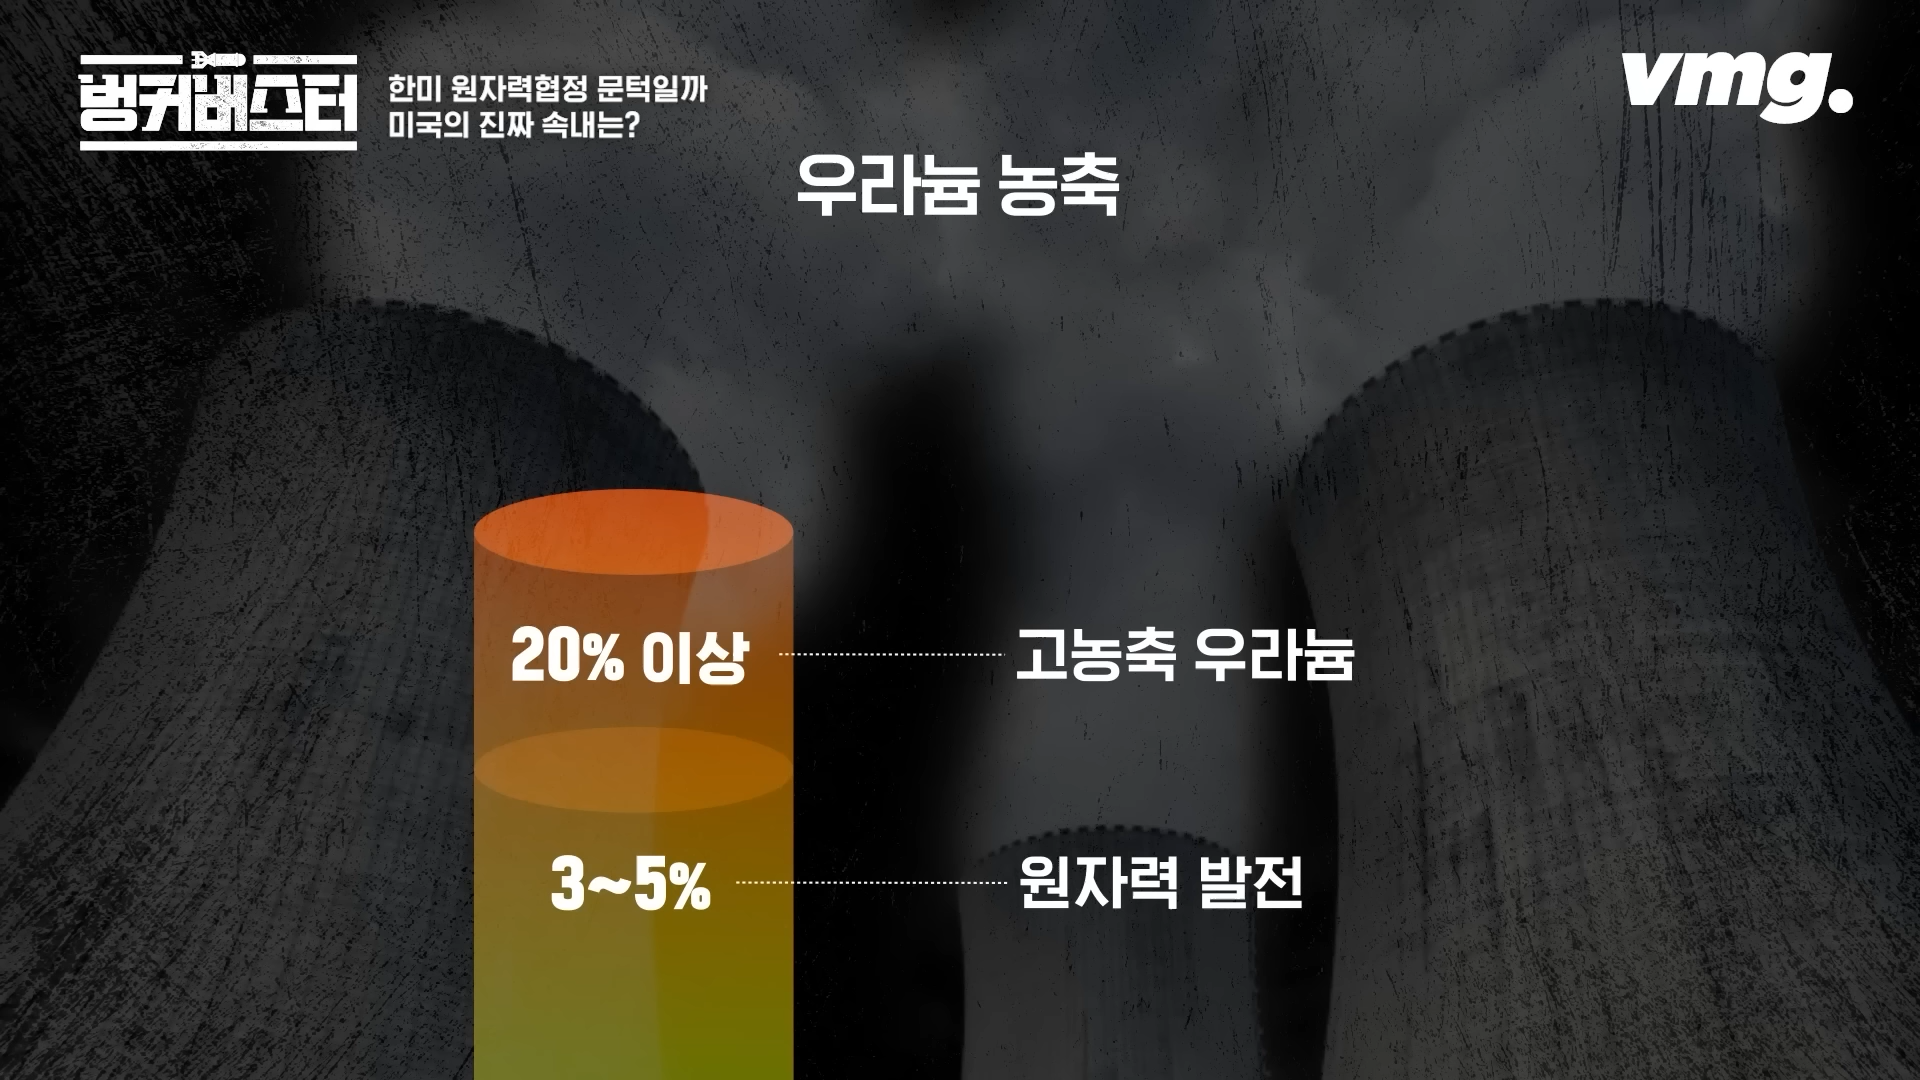 벙커버스터
한미 원자력협정 문턱일까
미국의 진짜 속내는?
vmg.
우라늄 농축
20% 이상
고농축 우라늄
3~5%
원자력 발전